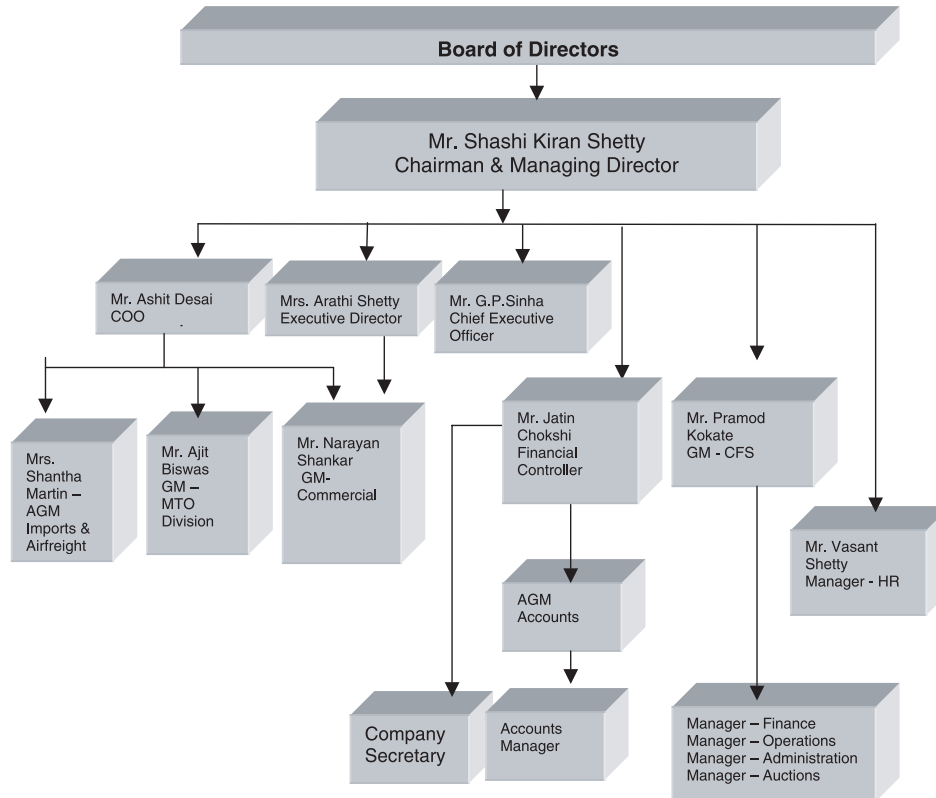 Board of Directors
Mr. Shashi Kiran Shetty
Chairman & Managing Director
Mr. Ashit Desai
COO .
Mrs. Arathi Shetty
Executive Director
Mr. G.P.Sinha
Chief Executive
Officer
Mrs.
Shantha
Martin –
AGM
Imports &
Airfreight
Mr. Ajit
Biswas
GM –
MTO
Division
Mr. Narayan
Shankar
GM-
Commercial
Mr. Jatin
Chokshi
Financial
Controller
Mr. Pramod
Kokate
GM - CFS
Mr. Vasant
Shetty
Manager - HR
AGM
Accounts
Company
Secretary
Accounts
Manager
Manager – Finance
Manager – Operations
Manager – Administration
Manager – Auctions